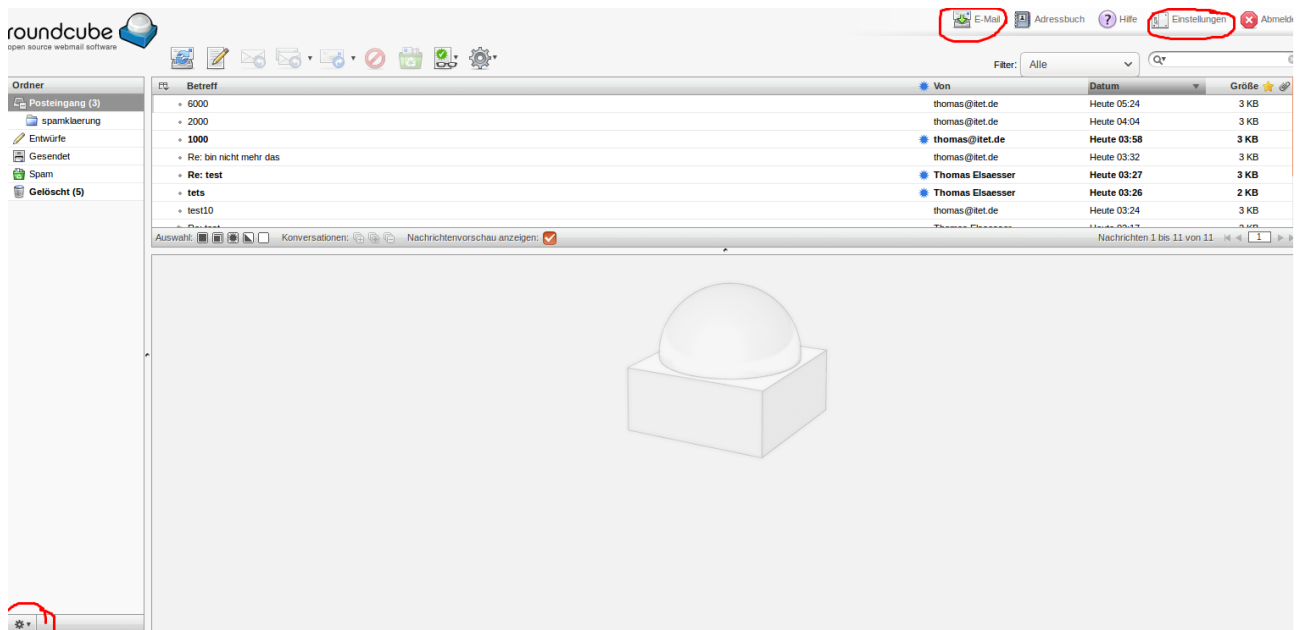 roundcube
open source webmail software
E-Mail Adressbuch Hilfe Einstellungen
Filter: Alle
Ordner
Posteingang (3)
spamklaerung
Entwürfe
Gesendet
Spam
Gelöscht (5)
Betreff Von Datum Größe
6000 thomas@itet.de Heute 05:24 3 KB
2000 thomas@itet.de Heute 04:04 3 KB
1000 thomas@itet.de Heute 03:58 3 KB
Re: bin nicht mehr das thomas@itet.de Heute 03:32 3 KB
Re: test Thomas Elsaesser Heute 03:27 3 KB
tets Thomas Elsaesser Heute 03:26 2 KB
test10 thomas@itet.de Heute 03:24 3 KB
Auswahl: Konversationen: Nachrichtenvorschau anzeigen: Nachrichten 1 bis 11 von 11 1